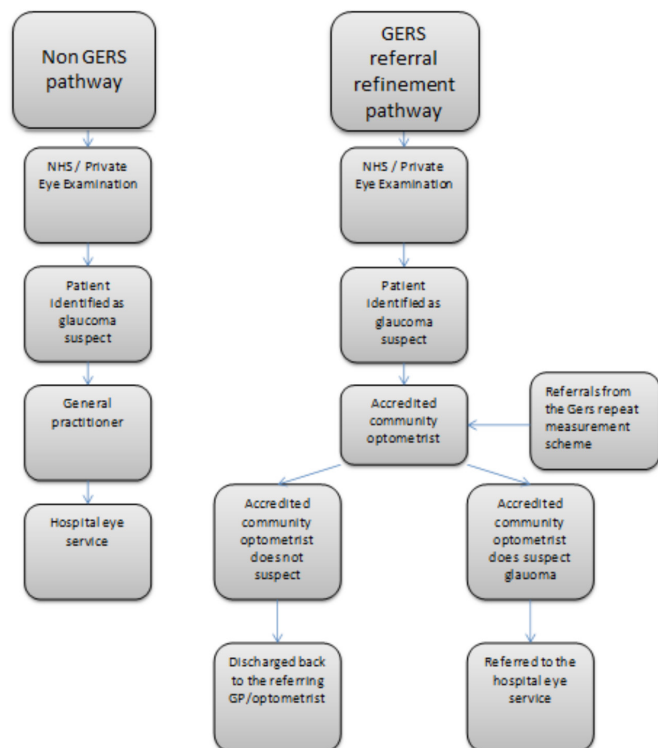 Non GERS
pathway
NHS / Private
Eye Examination
Patient
identified as
glaucoma
suspect
General
practitioner
Hospital eye
service
GERS
referral
refinement
pathway
NHS / Private
Eye Examination
Patient
identified as
glaucoma
suspect
Accredited
community
optometrist
Referrals from
the Gers repeat
measurement
scheme
Accredited
community
optometrist
does not
suspect
Accredited
community
optometrist
does suspect
glauoma
Discharged back
to the referring
GP/optometrist
Referred to the
hospital eye
service